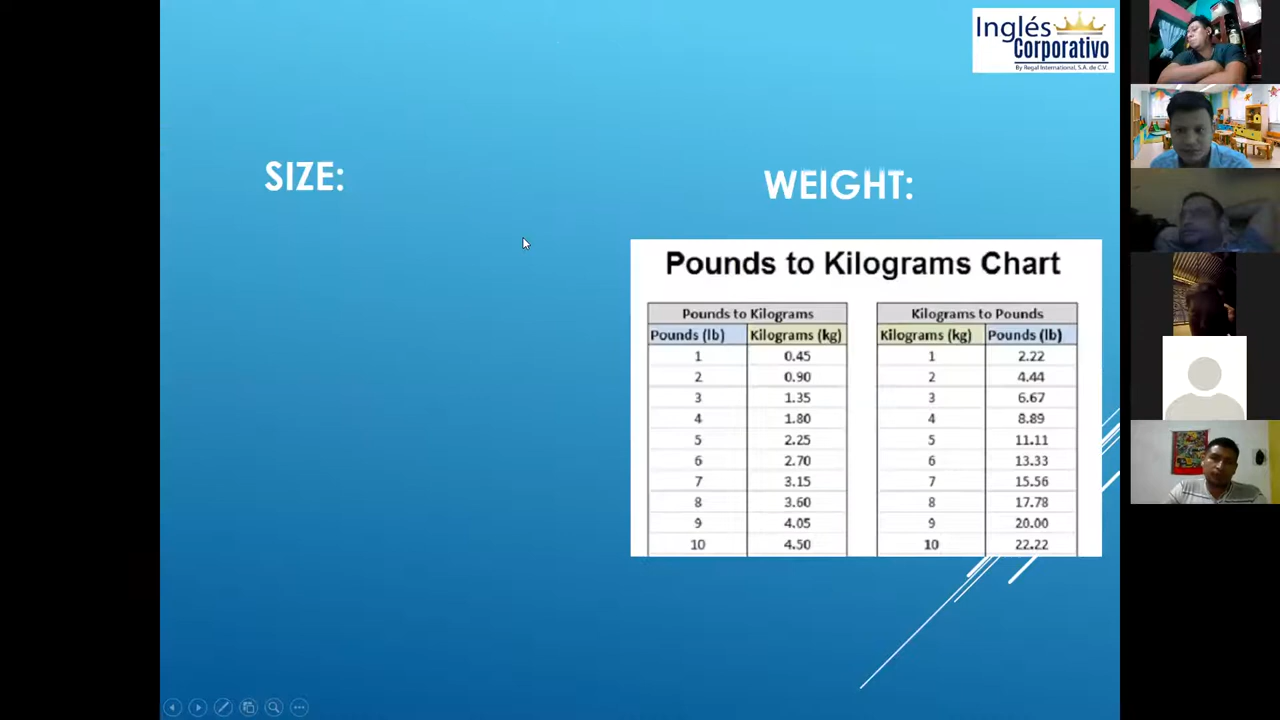 Inglés
Corporativo
By Regal International, S.A. de C.V.
SIZE:
WEIGHT:
Pounds to Kilograms Chart
Pounds to Kilograms
Pounds (lb) Kilograms (kg)
1 0.45
2 0.90
3 1.35
4 1.80
5 2.25
6 2.70
7 3.15
8 3.60
9 4.05
10 4.50
Kilograms to Pounds
Kilograms (kg) Pounds (lb)
1 2.22
2 4.44
3 6.67
4 8.89
5 11.11
6 13.33
7 15.56
8 17.78
9 20.00
10 22.22